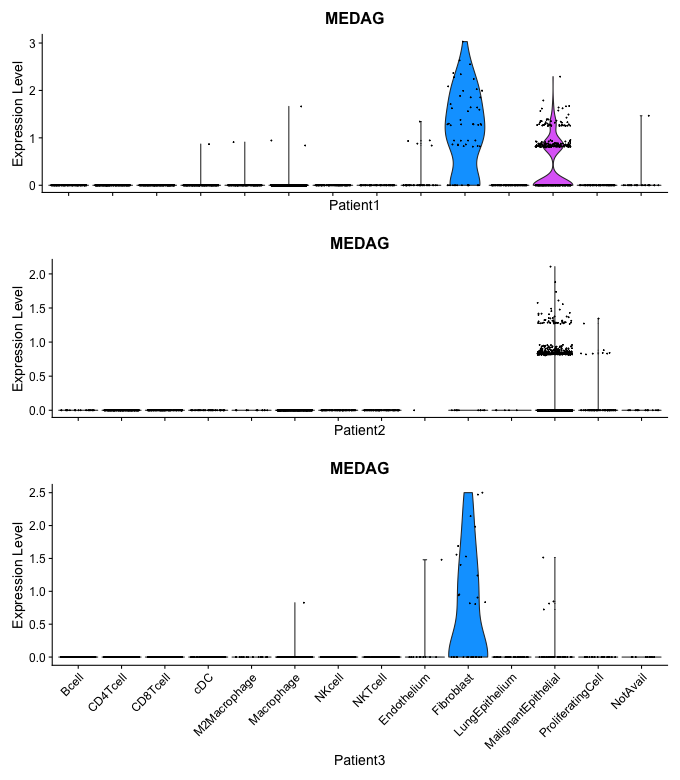 MEDAG
Expression Level
3
2
1
0
Patient1
MEDAG
Expression Level
2.0
1.5
1.0
0.5
0.0
Patient2
MEDAG
Expression Level
2.5
2.0
1.5
1.0
0.5
0.0
Bcell
CD4Tcell
CD8Tcell
cDC
M2Macrophage
Macrophage
NKcell
NKTcell
Endothelium
Fibroblast
LungEpithelium
MalignantEpithelial
ProliferatingCell
NotAvail
Patient3